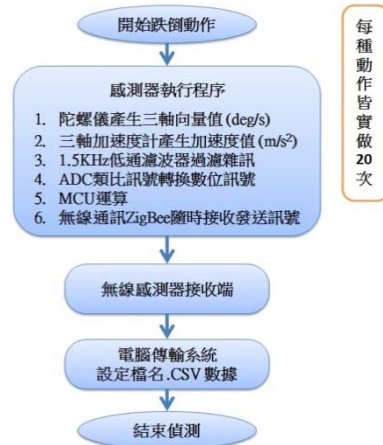 開始跌倒動作
感測器執行程序
1. 陀螺儀產生三軸向量值(deg/s)
2. 三軸加速度計產生加速度值(m/s²)
3. 1.5KHz低通濾波器過濾雜訊
4. ADC類比訊號轉換數位訊號
5. MCU運算
6. 無線通訊ZigBee隨時接收發送訊號
無線感測器接收端
電腦傳輸系統
設定檔名.CSV數據
結束偵測
每種動作皆實做20次